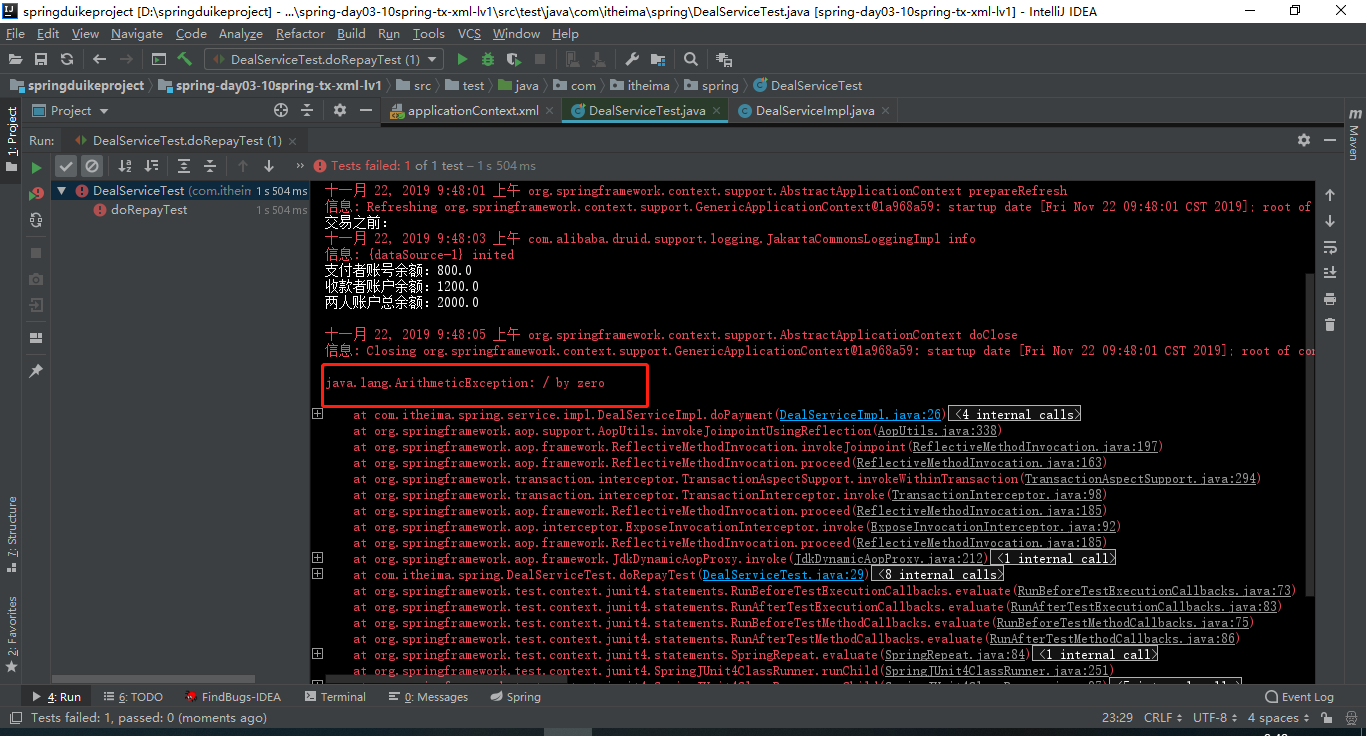 springduikeproject [D:\springduikeproject] - ...\spring-day03-10spring-tx-xml-lv1\src\test\java\com\itheima\spring\DealServiceTest.java [spring-day03-10spring-tx-xml-lv1] - IntelliJ IDEA
File Edit View Navigate Code Analyze Refactor Build Run Tools VCS Window Help
DealServiceTest.doRepayTest (1)
springduikeproject spring-day03-10spring-tx-xml-lv1 src test java com itheima spring DealServiceTest
1: Project
Project
applicationContext.xml DealServiceTest.java DealServiceImpl.java
Maven
Run: DealServiceTest.doRepayTest (1)
Tests failed: 1 of 1 test – 1 s 504 ms
DealServiceTest (com.ithein 1 s 504 ms
doRepayTest 1 s 504 ms
十一月 22, 2019 9:48:01 上午 org.springframework.context.support.AbstractApplicationContext prepareRefresh
信息: Refreshing org.springframework.context.support.GenericApplicationContext@1a968a59: startup date [Fri Nov 22 09:48:01 CST 2019]; root of
交易之前:
十一月 22, 2019 9:48:03 上午 com.alibaba.druid.support.logging.JakartaCommonsLoggingImpl info
信息: {dataSource-1} inited
支付者账号余额: 800.0
收款者账户余额: 1200.0
两人账户总余额: 2000.0
十一月 22, 2019 9:48:05 上午 org.springframework.context.support.AbstractApplicationContext doClose
信息: Closing org.springframework.context.support.GenericApplicationContext@1a968a59: startup date [Fri Nov 22 09:48:01 CST 2019]; root of con
java.lang.ArithmeticException: / by zero
at com.itheima.spring.service.impl.DealServiceImpl.doPayment(DealServiceImpl.java:26) <4 internal calls>
at org.springframework.aop.support.AopUtils.invokeJoinpointUsingReflection(AopUtils.java:338)
at org.springframework.aop.framework.ReflectiveMethodInvocation.invokeJoinpoint(ReflectiveMethodInvocation.java:197)
at org.springframework.aop.framework.ReflectiveMethodInvocation.proceed(ReflectiveMethodInvocation.java:163)
at org.springframework.transaction.interceptor.TransactionAspectSupport.invokeWithinTransaction(TransactionAspectSupport.java:294)
at org.springframework.transaction.interceptor.TransactionInterceptor.invoke(TransactionInterceptor.java:98)
at org.springframework.aop.framework.ReflectiveMethodInvocation.proceed(ReflectiveMethodInvocation.java:185)
at org.springframework.aop.interceptor.ExposeInvocationInterceptor.invoke(ExposeInvocationInterceptor.java:92)
at org.springframework.aop.framework.ReflectiveMethodInvocation.proceed(ReflectiveMethodInvocation.java:185)
at org.springframework.aop.framework.JdkDynamicAopProxy.invoke(JdkDynamicAopProxy.java:212) <1 internal call>
at com.itheima.spring.DealServiceTest.doRepayTest(DealServiceTest.java:29) <8 internal calls>
at org.springframework.test.context.junit4.statements.RunBeforeTestExecutionCallbacks.evaluate(RunBeforeTestExecutionCallbacks.java:73)
at org.springframework.test.context.junit4.statements.RunAfterTestExecutionCallbacks.evaluate(RunAfterTestExecutionCallbacks.java:83)
at org.springframework.test.context.junit4.statements.RunBeforeTestMethodCallbacks.evaluate(RunBeforeTestMethodCallbacks.java:75)
at org.springframework.test.context.junit4.statements.RunAfterTestMethodCallbacks.evaluate(RunAfterTestMethodCallbacks.java:86)
at org.springframework.test.context.junit4.statements.SpringRepeat.evaluate(SpringRepeat.java:84) <1 internal call>
at org.springframework.test.context.junit4.SpringJUnit4ClassRunner.runChild(SpringJUnit4ClassRunner.java:251)
7: Structure
2: Favorites
4: Run 6: TODO FindBugs-IDEA Terminal 0: Messages Spring Event Log
Tests failed: 1, passed: 0 (moments ago) 23:29 CRLF UTF-8 4 spaces